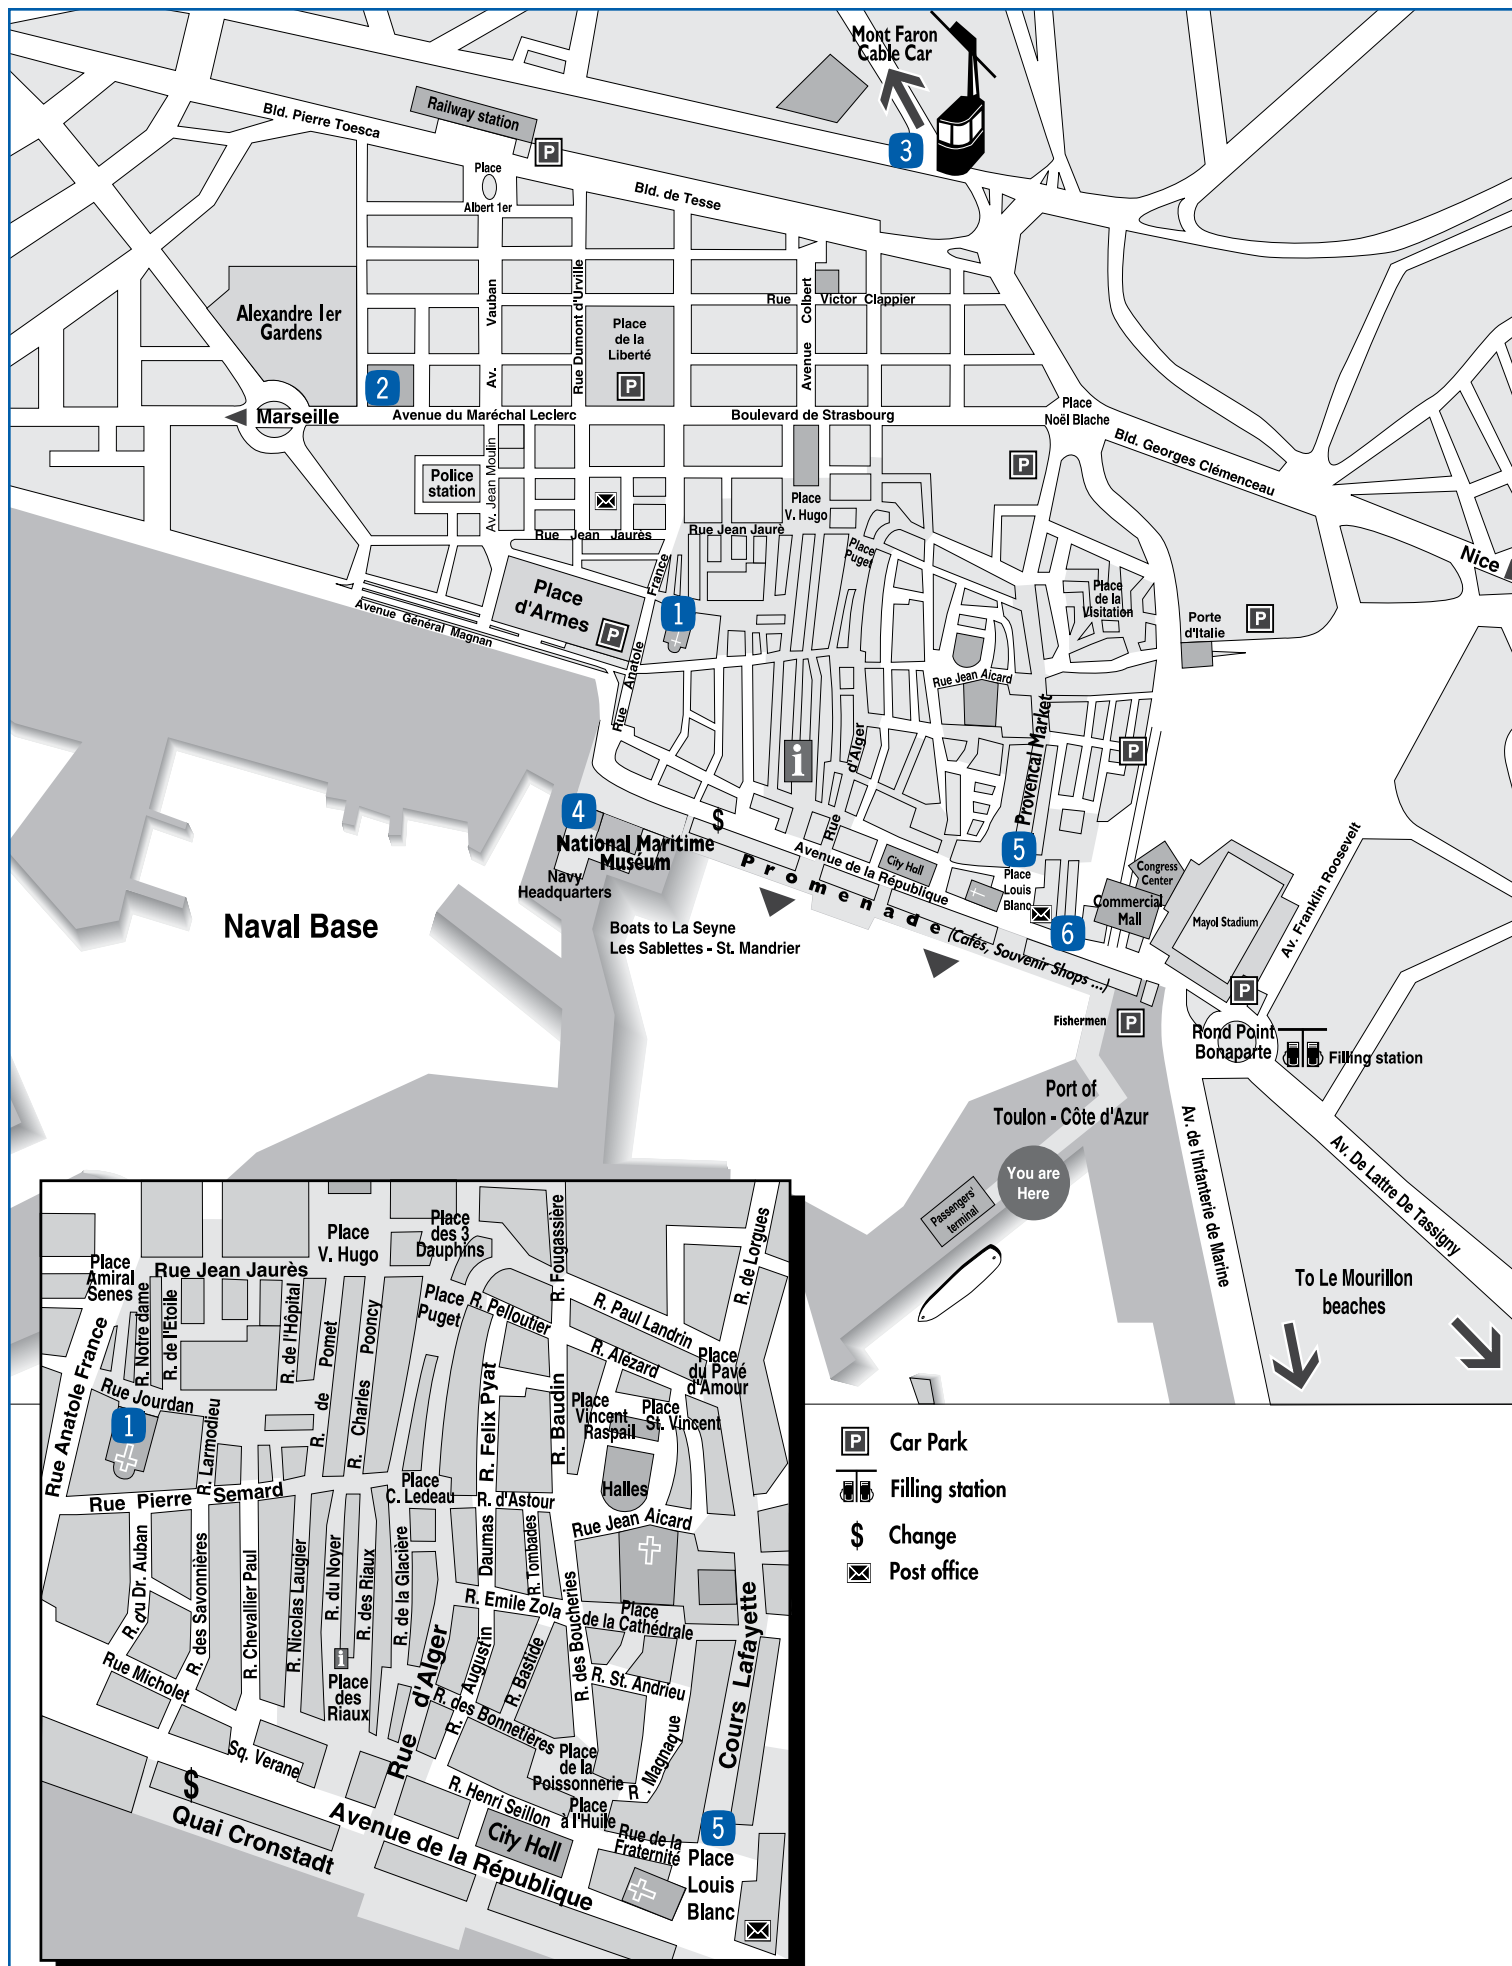 Mont Faron
Cable Car
3
Railway station
P
Bld. Pierre Toesca
Place
Albert 1er
Bld. de Tesse
Alexandre 1er
Gardens
Vauban
Av.
Rue Dumont d'Urville
Place
de la
Liberté
P
Colbert
Avenue
Rue Victor Clappier
2
Marseille
Avenue du Maréchal Leclerc
Boulevard de Strasbourg
Place
Noël Blache
Bld. Georges Clémenceau
P
Police
station
Av. Jean Moulin
Place
V. Hugo
Rue Jean Jaurès
Rue Jean Jaurè
Place
Puget
Nice
Place
d'Armes
P
France
Anatole
Rue
1
Place
de la
Visitation
Porte
d'Italie
P
Avenue Général Magnan
Rue Jean Aicard
Provencal Market
P
i
d'Alger
Rue
$
4
National Maritime
Muséum
Navy
Headquarters
Promenade
Avenue de la République
City Hall
5
Place
Louis
Blanc
Congress
Center
Commercial
Mall
Mayol Stadium
Av. Franklin Roosevelt
6
(Cafés, Souvenir Shops ...)
Naval Base
Boats to La Seyne
Les Sablettes - St. Mandrier
Fishermen
P
P
Rond Point
Bonaparte
Filling station
Port of
Toulon - Côte d'Azur
You are
Here
Passengers'
terminal
Av. de l'Infanterie de Marine
Av. De Lattre De Tassigny
To Le Mourillon
beaches
Place
V. Hugo
Place
des 3
Dauphins
R. Fougassière
R. de Lorgues
Place
Amiral
Senes
Rue Jean Jaurès
R. Notre dame
R. de l'Etoile
R. de l'Hôpital
R. de Pomet
R. Charles Pooncy
Place
Puget
R. Pelloutier
R. Paul Landrin
R. Alézard
Place
du Pavé
d'Amour
Rue Anatole France
Rue Jourdan
1
R. Larmodieu
R. Felix Pyat
R. Baudin
Place
Vincent
Raspail
Place
St. Vincent
Halles
Rue Pierre Semard
Place
C. Ledeau
R. d'Astour
Rue Jean Aicard
R. du Dr. Auban
R. des Savonnières
R. Chevallier Paul
R. Nicolas Laugier
R. du Noyer
R. des Riaux
R. de la Glacière
R. Augustin Daumas
R. Tombades
R. Emile Zola
R. des Boucheries
Place
de la Cathédrale
Cours Lafayette
i
Place
des
Riaux
Rue d'Alger
R. Bastide
R. St. Andrieu
Rue Micholet
R. des Bonnetières
R. Magnaque
Sq. Verane
Place
de la
Poissonnerie
R. Henri Seillon
Place
à l'Huile
$
Quai Cronstadt
Avenue de la République
City Hall
Rue de la
Fraternité
5
Place
Louis
Blanc
P Car Park
Filling station
$ Change
Post office